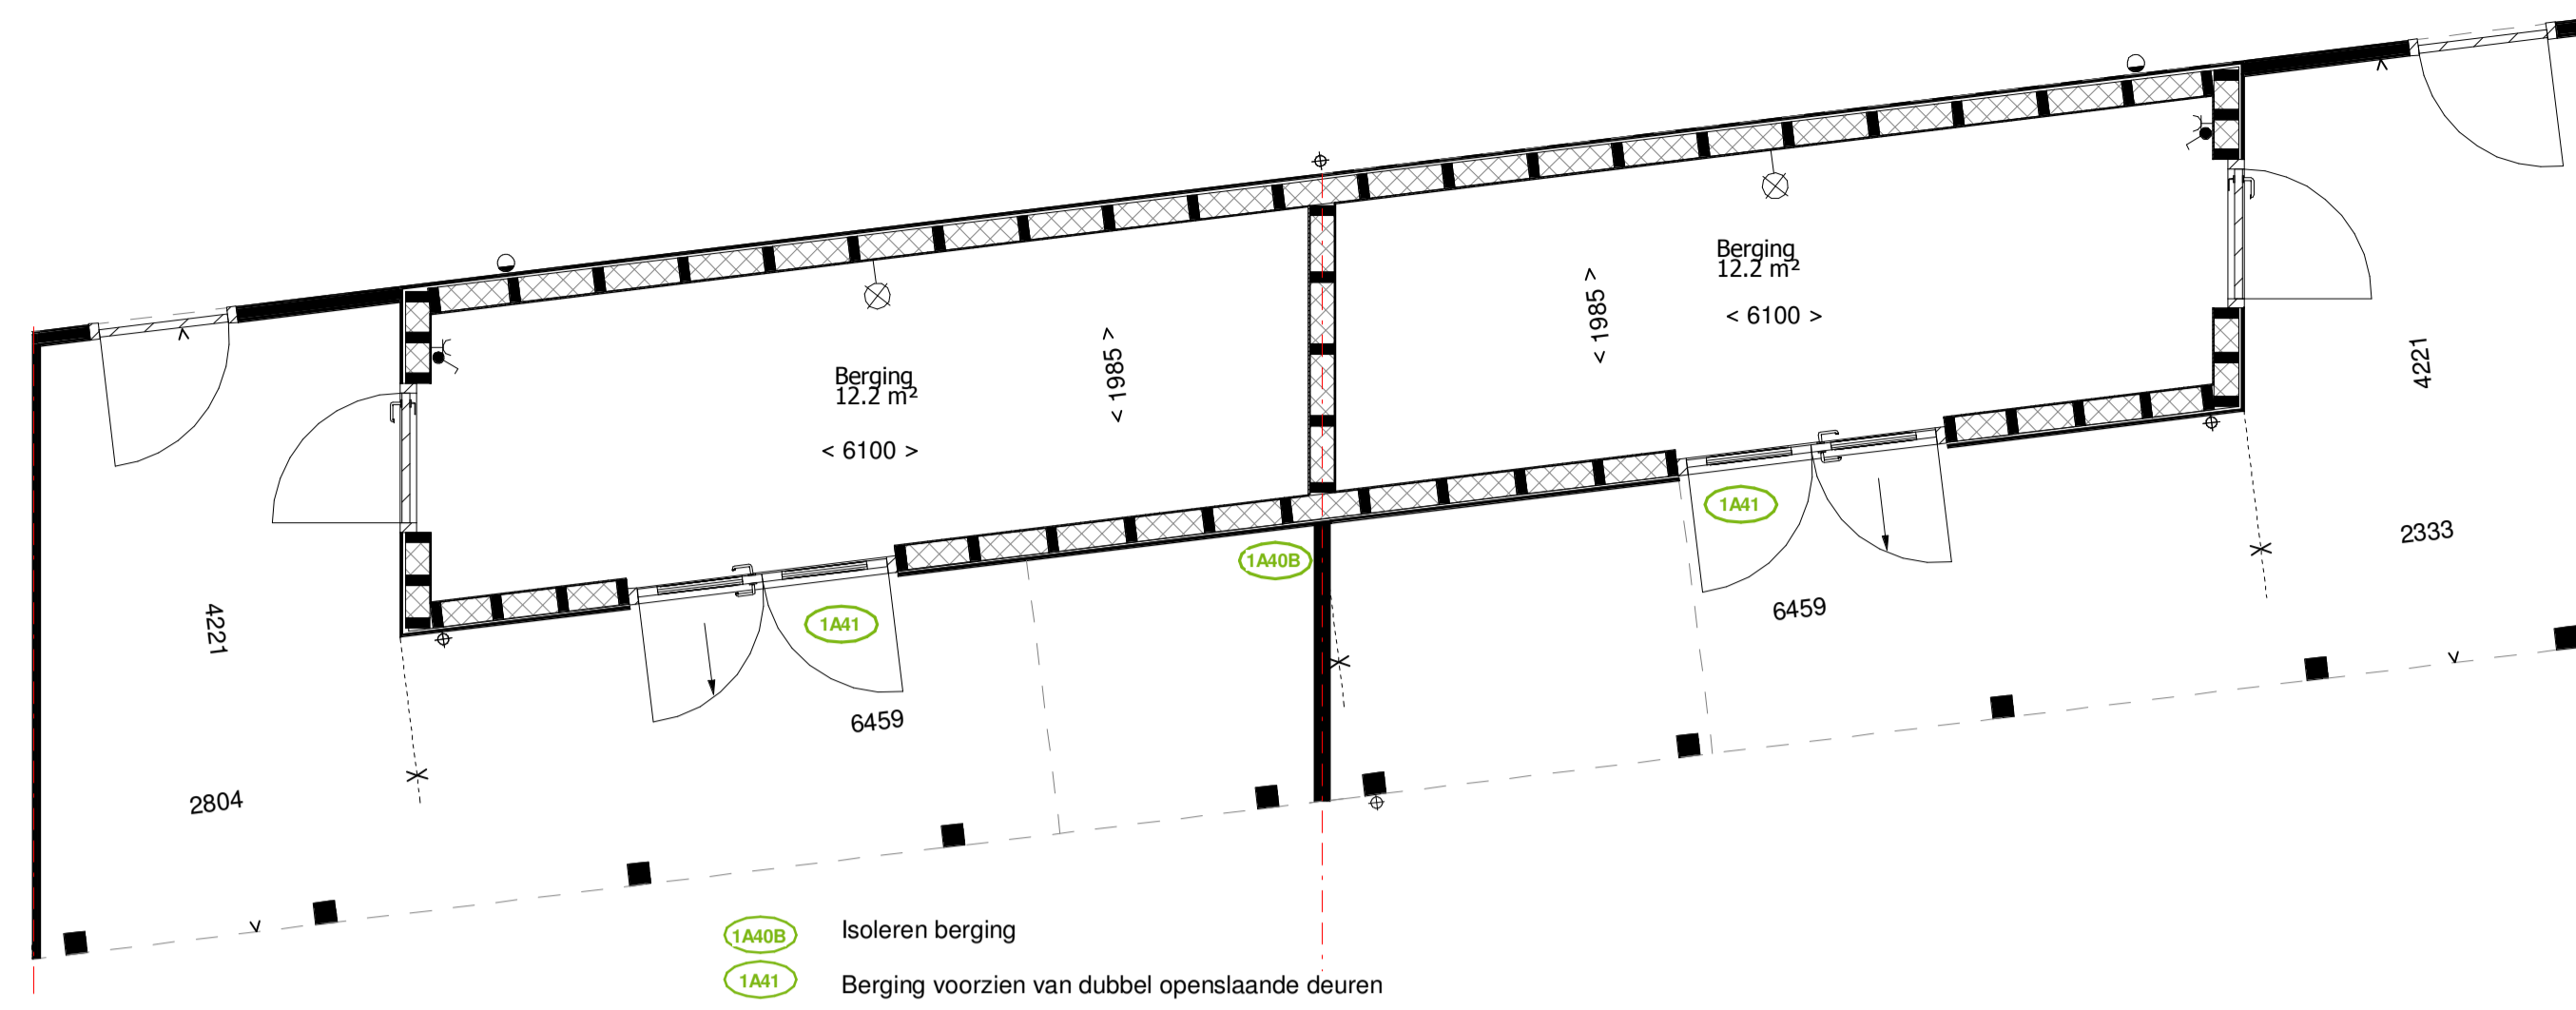 Berging
12.2 m²
< 6100 >
< 1985 >
4221
2804
6459
1A41
1A40B
Berging
12.2 m²
< 6100 >
< 1985 >
1A41
6459
4221
2333
1A40B Isoleren berging
1A41 Berging voorzien van dubbel openslaande deuren